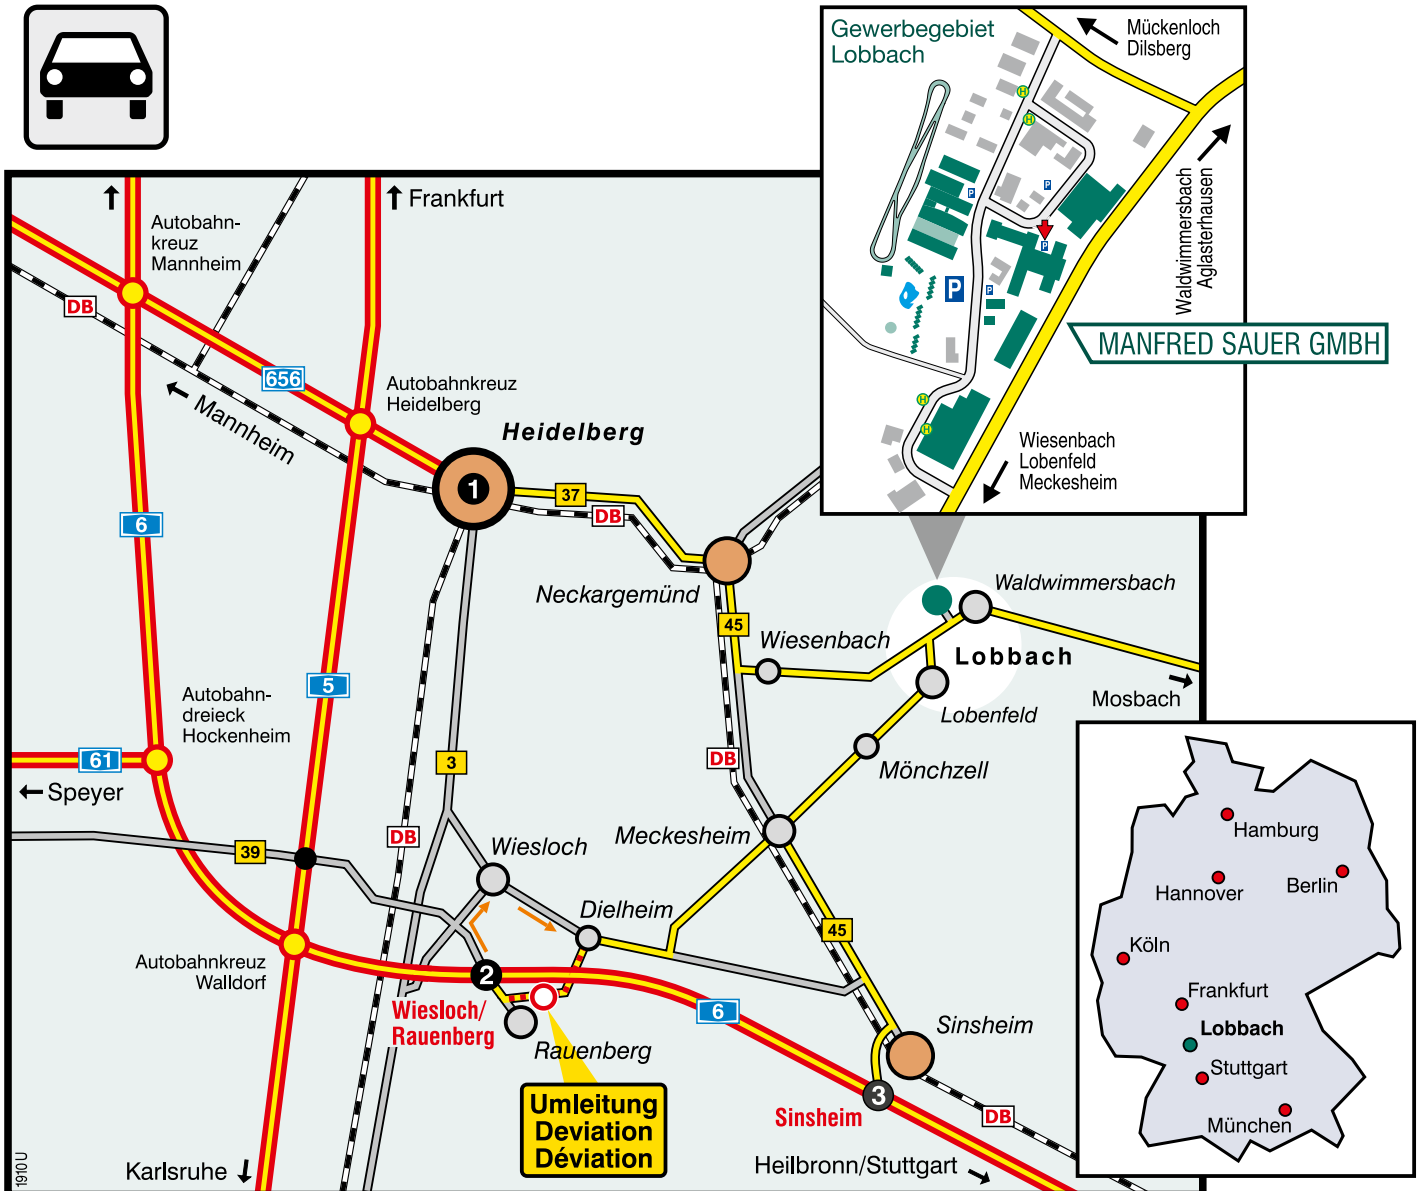 Gewerbegebiet
Lobbach
Mückenloch
Dilsberg
H
H
P
P
P
P
P
H
H
Waldwimmersbach
Aglasterhausen
MANFRED SAUER GMBH
Wiesenbach
Lobenfeld
Meckesheim
Frankfurt
Autobahn-
kreuz
Mannheim
DB
656
Mannheim
Autobahnkreuz
Heidelberg
Heidelberg
1
37
DB
6
Neckargemünd
Waldwimmersbach
45
Wiesenbach
Lobbach
5
Autobahn-
dreieck
Hockenheim
Mosbach
Lobenfeld
61
3
DB
Mönchzell
Speyer
DB
Meckesheim
39
Wiesloch
Dielheim
45
Autobahnkreuz
Walldorf
2
Wiesloch/
Rauenberg
6
Rauenberg
Sinsheim
3
Umleitung
Deviation
Déviation
Sinsheim
DB
Karlsruhe
Heilbronn/Stuttgart
1910U
Hamburg
Hannover
Berlin
Köln
Frankfurt
Lobbach
Stuttgart
München